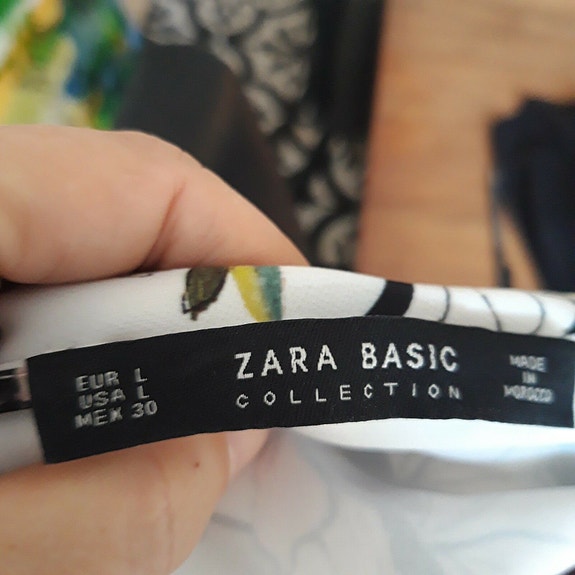 EUR L
USA L
MEX 30
ZARA BASIC
COLLECTION
MADE
IN
MOROCCO